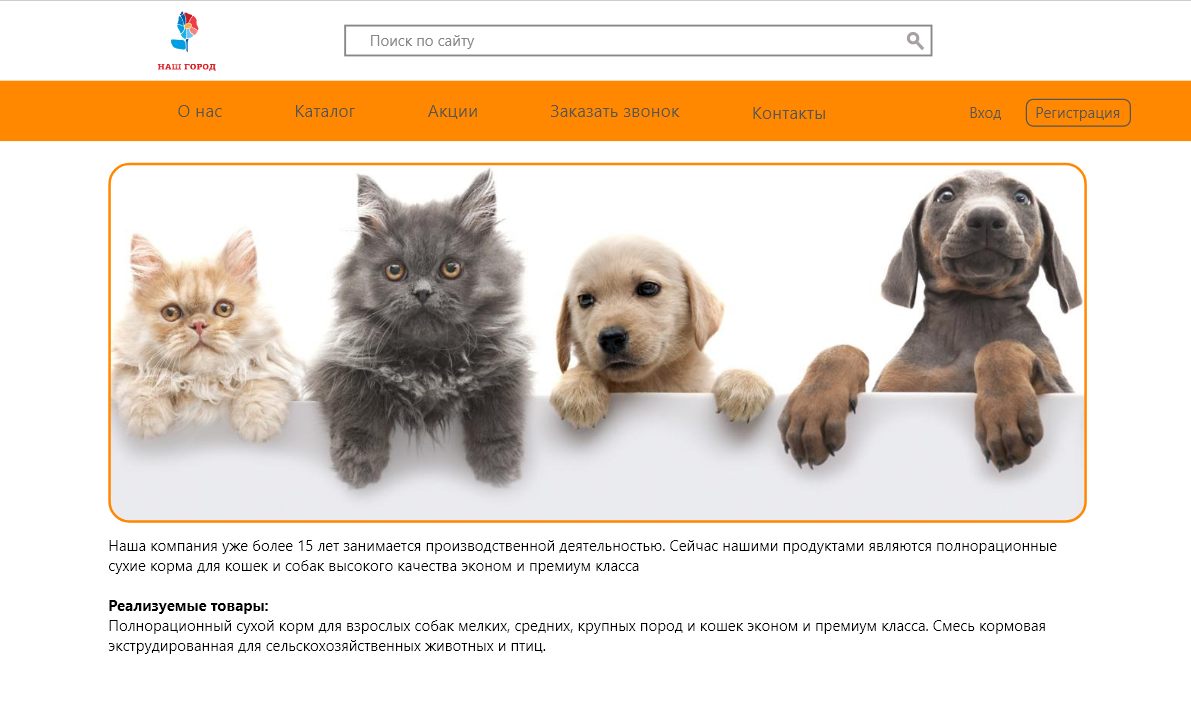 НАШ ГОРОД
Поиск по сайту
О нас
Каталог
Акции
Заказать звонок
Контакты
Вход
Регистрация
Наша компания уже более 15 лет занимается производственной деятельностью. Сейчас нашими продуктами являются полнорационные
сухие корма для кошек и собак высокого качества эконом и премиум класса
Реализуемые товары:
Полнорационный сухой корм для взрослых собак мелких, средних, крупных пород и кошек эконом и премиум класса. Смесь кормовая
экструдированная для сельскохозяйственных животных и птиц.